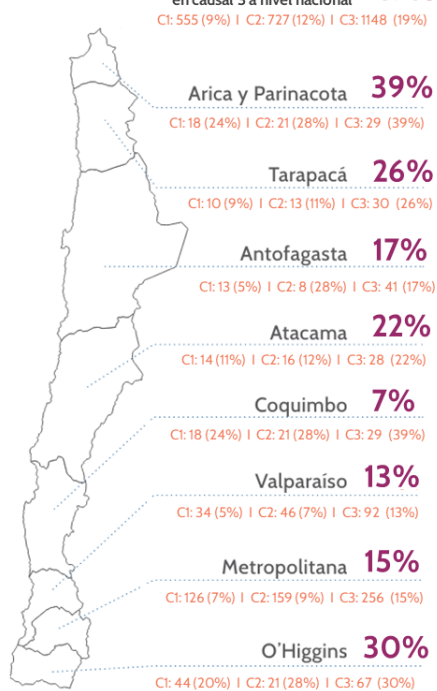 en causal 3 a nivel nacional
C1: 555 (9%) I C2: 727 (12%) I C3: 1148 (19%)
Arica y Parinacota 39%
C1: 18 (24%) I C2: 21 (28%) I C3: 29 (39%)
Tarapacá 26%
C1: 10 (9%) I C2: 13 (11%) I C3: 30 (26%)
Antofagasta 17%
C1: 13 (5%) I C2: 8 (28%) I C3: 41 (17%)
Atacama 22%
C1: 14 (11%) I C2: 16 (12%) I C3: 28 (22%)
Coquimbo 7%
C1: 18 (24%) I C2: 21 (28%) I C3: 29 (39%)
Valparaíso 13%
C1: 34 (5%) I C2: 46 (7%) I C3: 92 (13%)
Metropolitana 15%
C1: 126 (7%) I C2: 159 (9%) I C3: 256 (15%)
O'Higgins 30%
C1: 44 (20%) I C2: 21 (28%) I C3: 67 (30%)